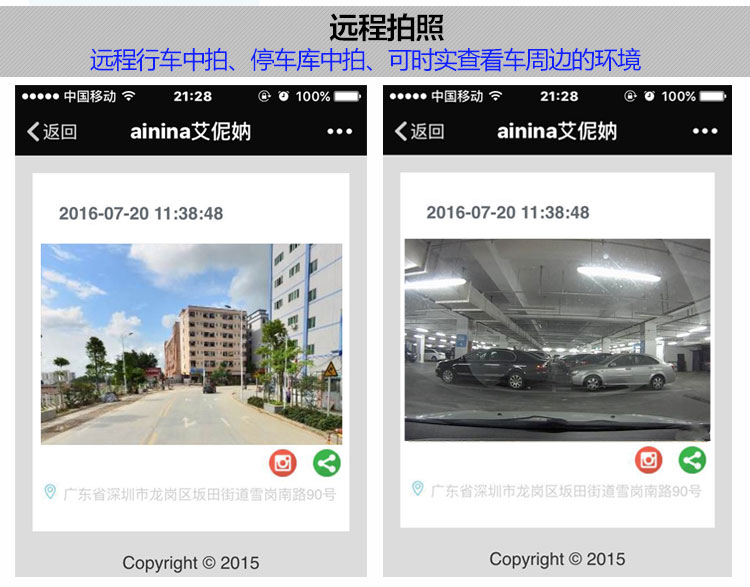 远程拍照
远程行车中拍、停车库中拍、可时实查看车周边的环境
中国移动 21:28 100%
返回 ainina艾伲妠
2016-07-20 11:38:48
广东省深圳市龙岗区坂田街道雪岗南路90号
Copyright © 2015
中国移动 21:28 100%
返回 ainina艾伲妠
2016-07-20 11:38:48
广东省深圳市龙岗区坂田街道雪岗南路90号
Copyright © 2015